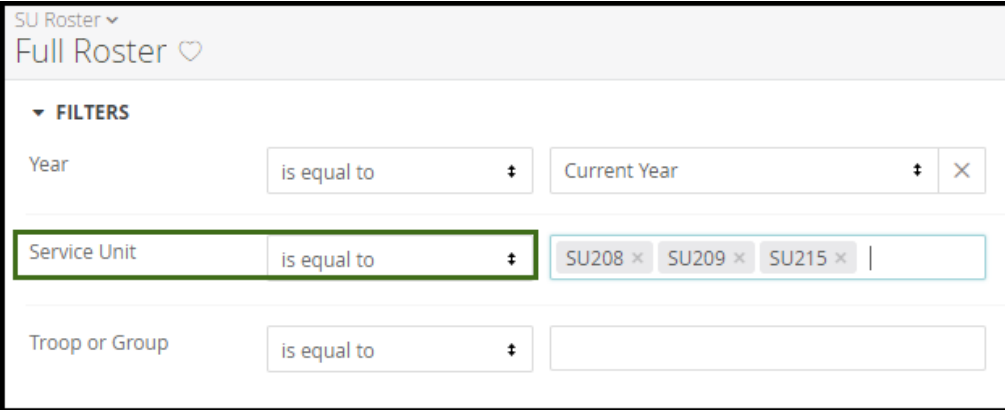 SU Roster
Full Roster
FILTERS
Year is equal to Current Year
Service Unit is equal to SU208 × SU209 × SU215 ×
Troop or Group is equal to